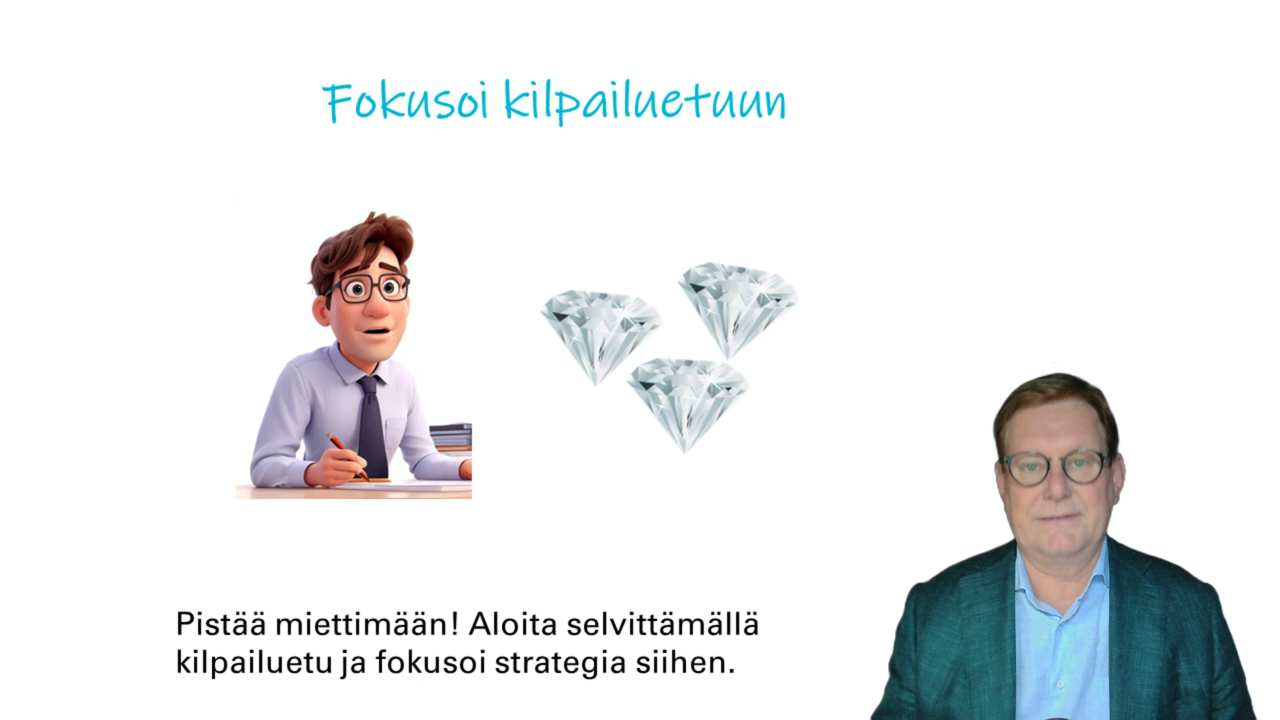 Fokusoi kilpailuetuun
Pistää miettimään! Aloita selvittämällä
kilpailuetu ja fokusoi strategia siihen.